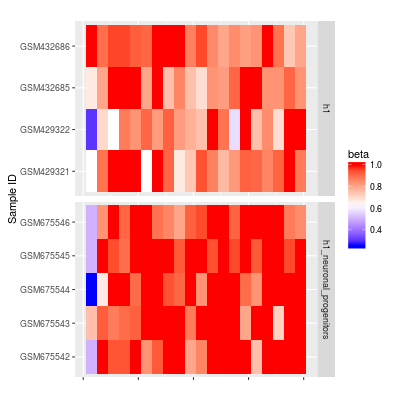 Sample ID
GSM432686
GSM432685
GSM429322
GSM429321
h1
GSM675546
GSM675545
GSM675544
GSM675543
GSM675542
h1_neuronal_progenitors
beta
1.0
0.8
0.6
0.4